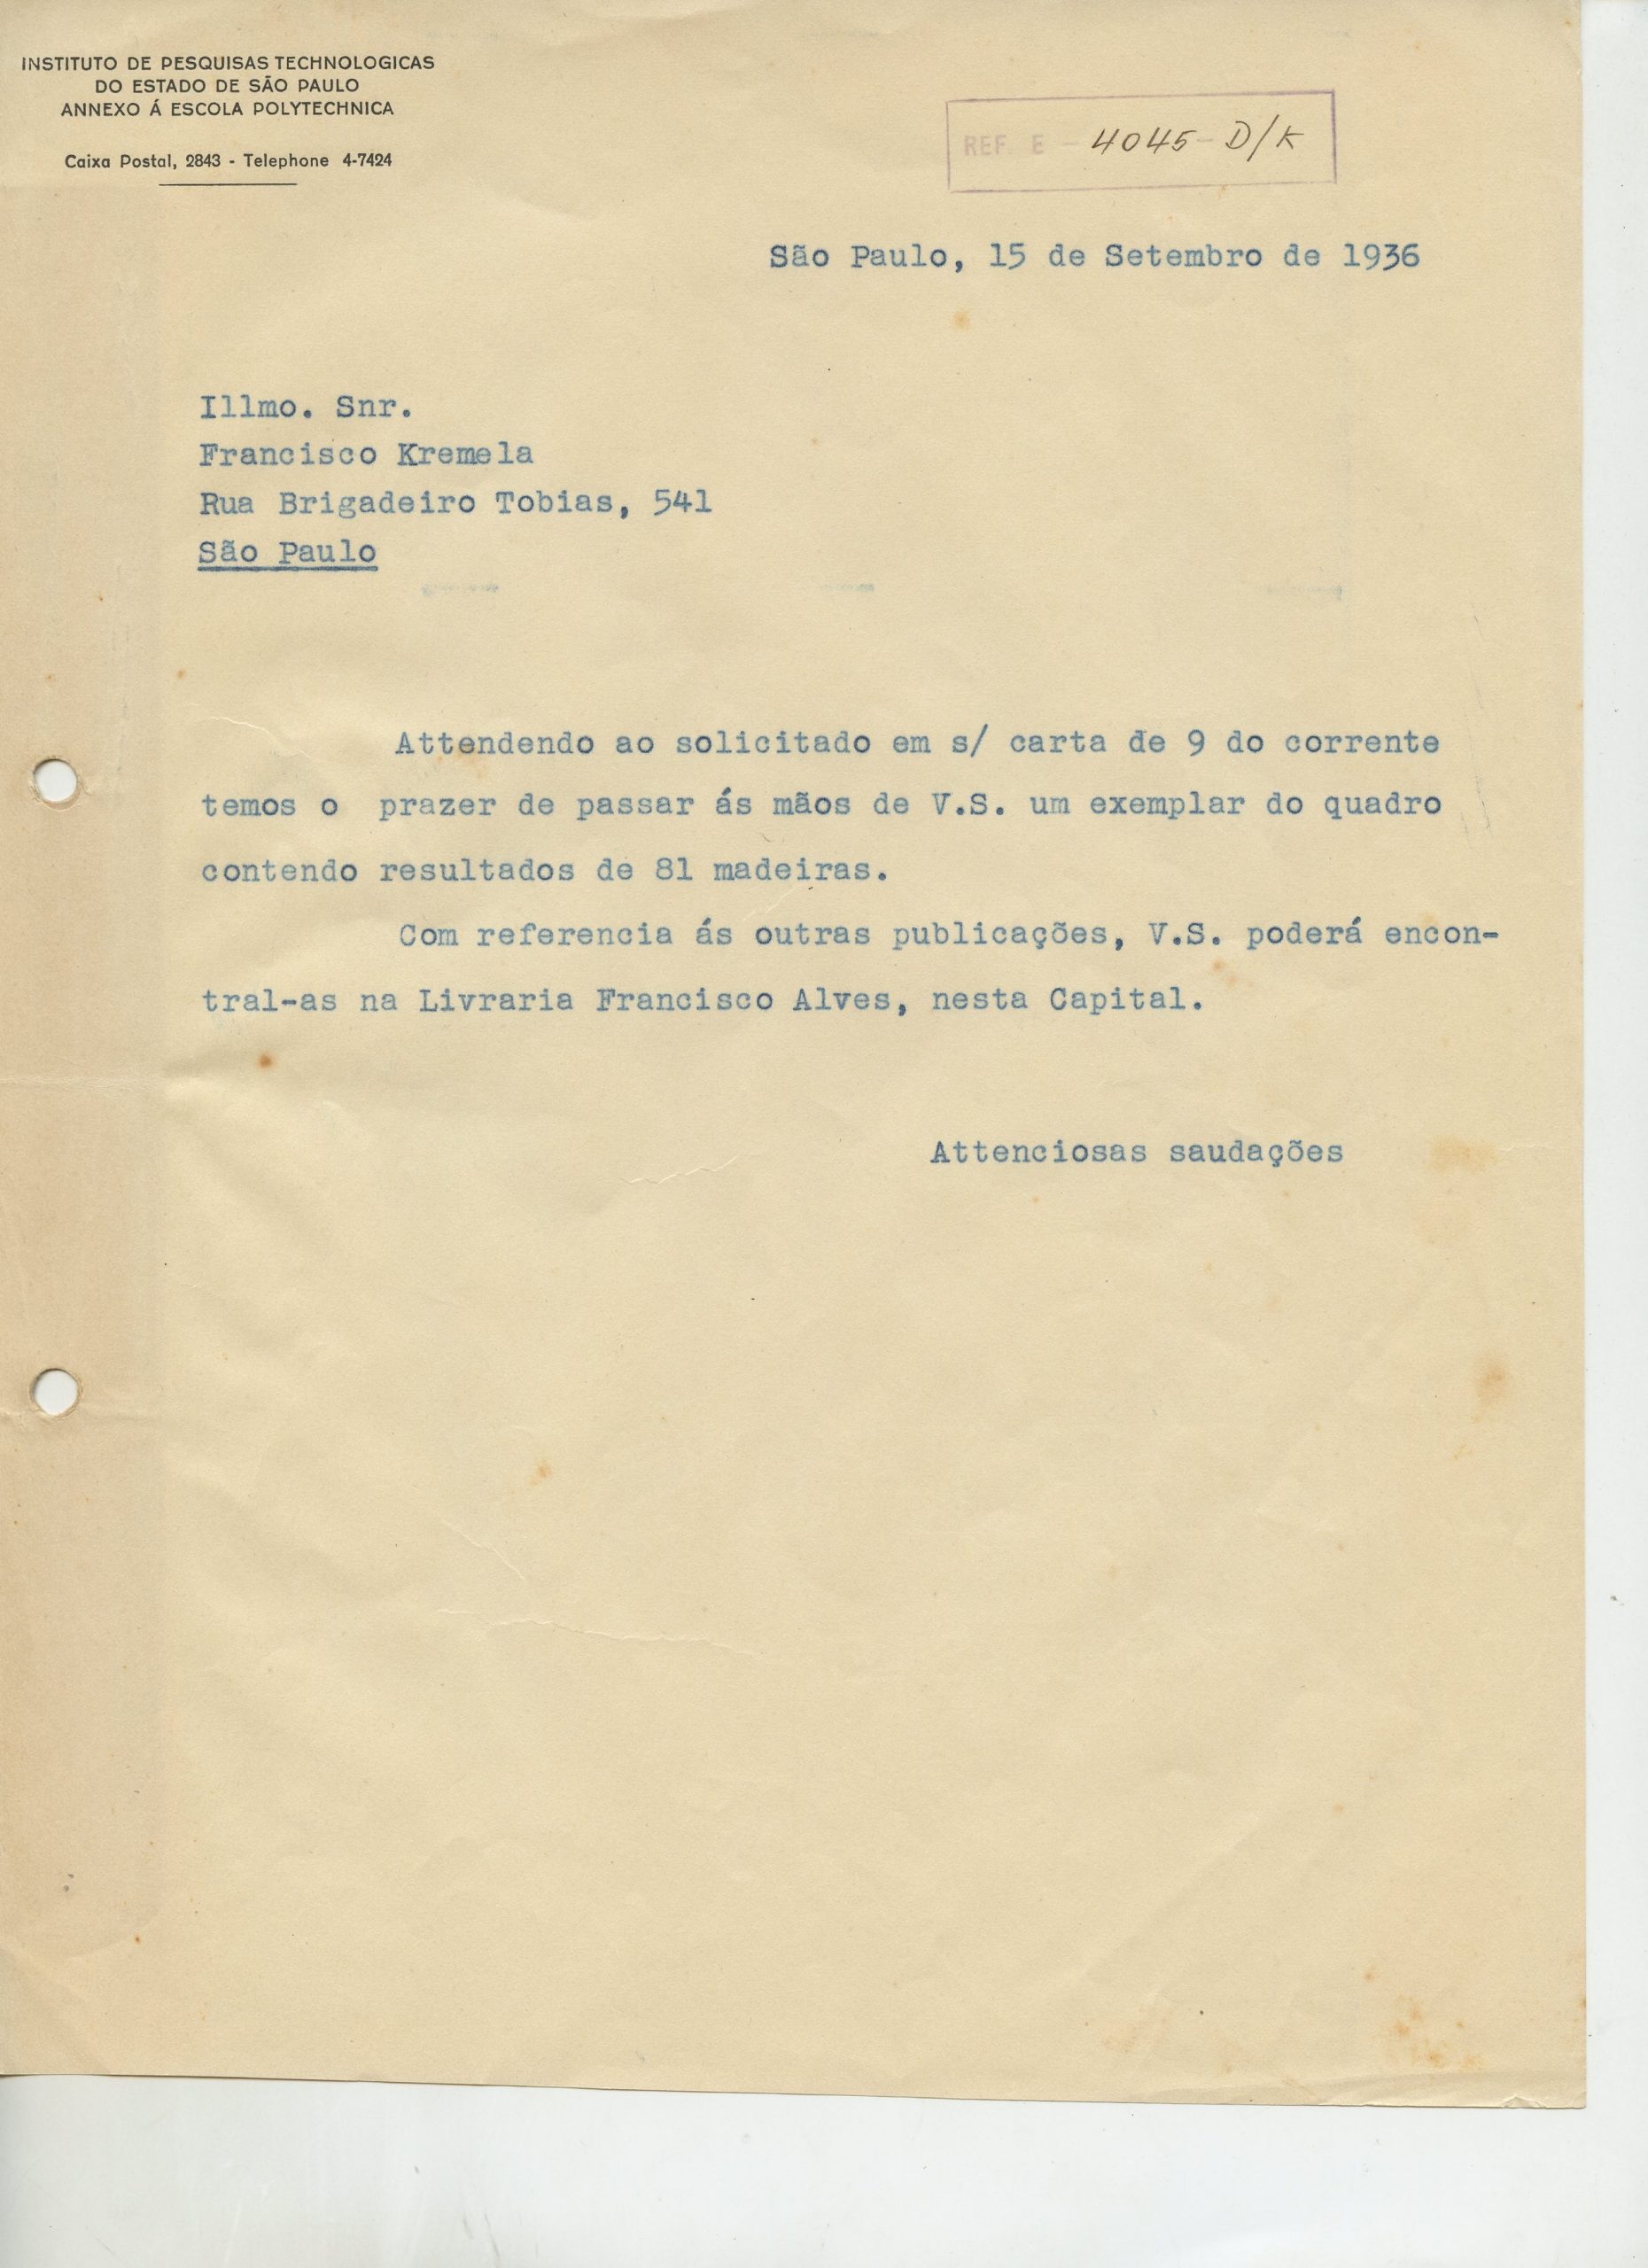 INSTITUTO DE PESQUISAS TECHNOLOGICAS
DO ESTADO DE SÃO PAULO
ANNEXO Á ESCOLA POLYTECHNICA
Caixa Postal, 2843 - Telephone 4-7424
REF. E - 4045 - D/K
São Paulo, 15 de Setembro de 1936
Illmo. Snr.
Francisco Kremela
Rua Brigadeiro Tobias, 541
São Paulo
Attendendo ao solicitado em s/ carta de 9 do corrente
temos o prazer de passar ás mãos de V.S. um exemplar do quadro
contendo resultados de 81 madeiras.
Com referencia ás outras publicações, V.S. poderá encon-
tral-as na Livraria Francisco Alves, nesta Capital.
Attenciosas saudações